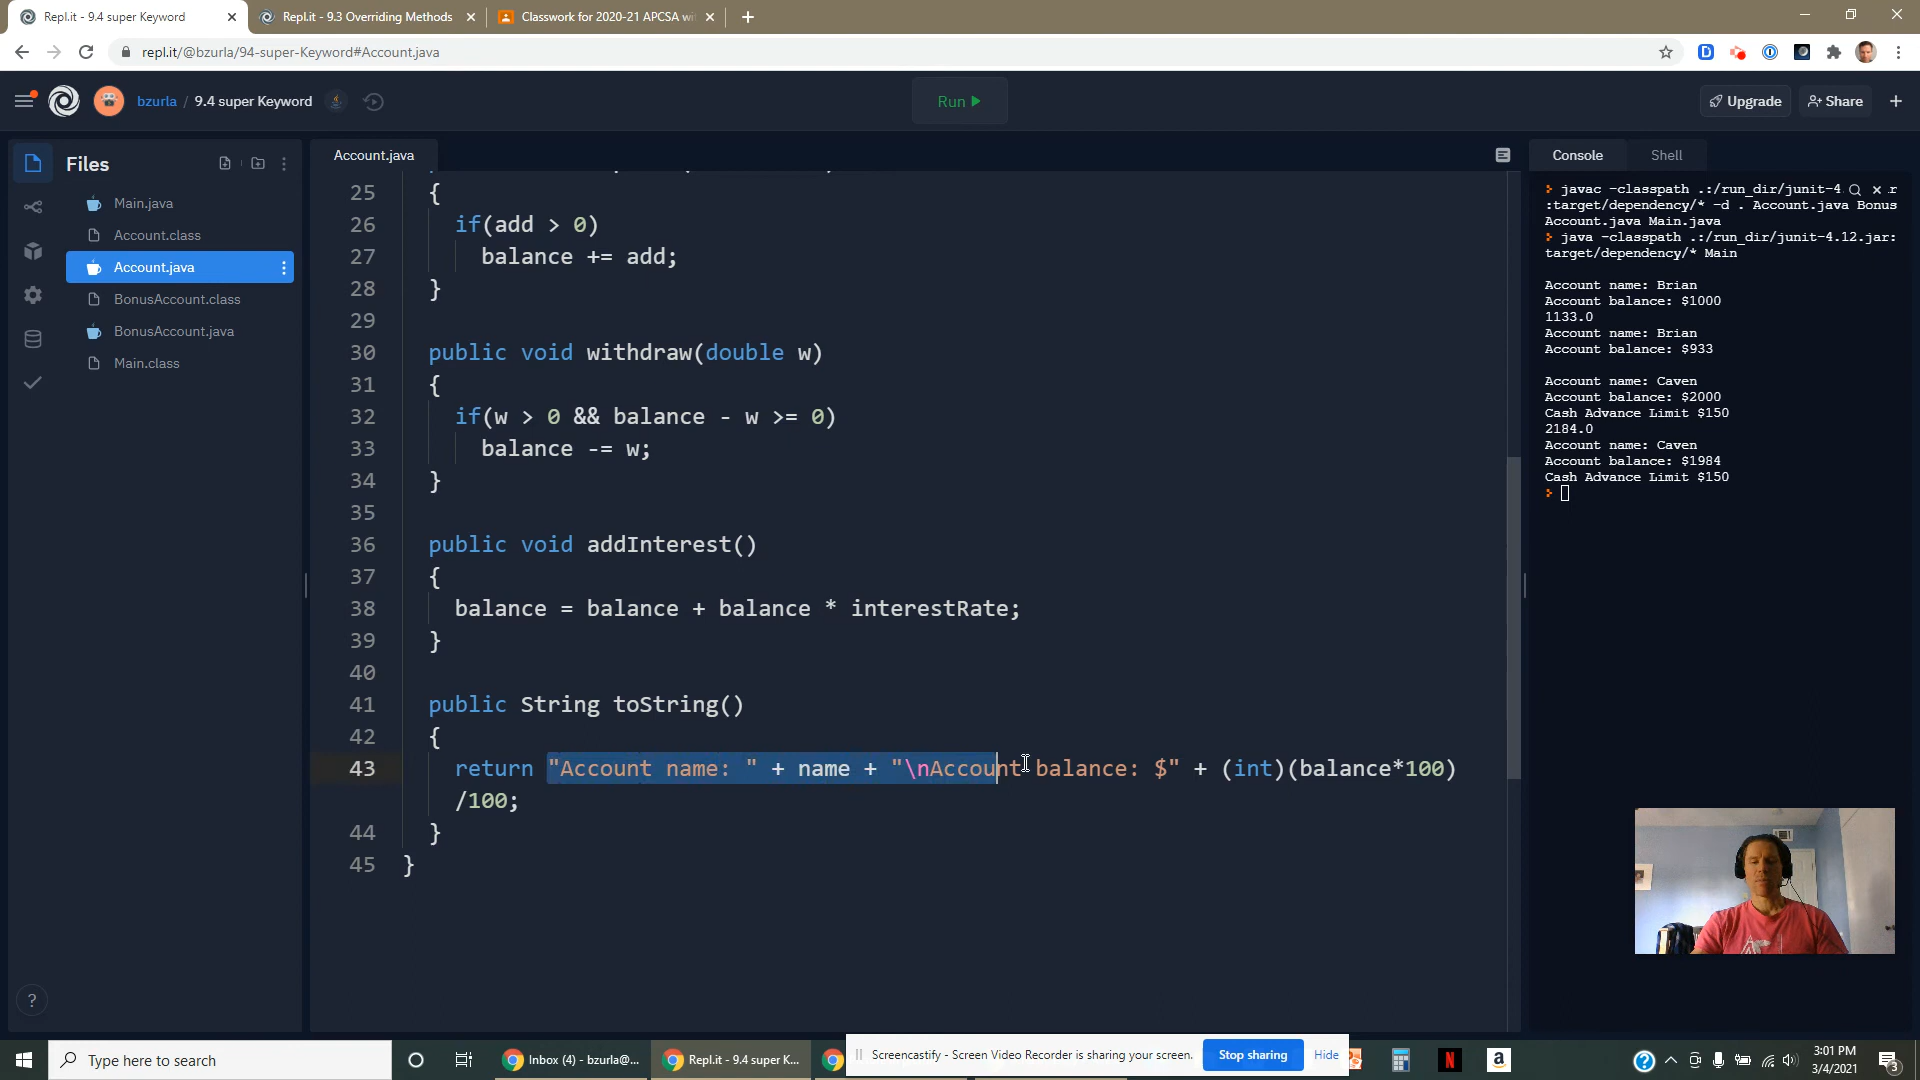 Repl.it - 9.4 super Keyword
Repl.it - 9.3 Overriding Methods
Classwork for 2020-21 APCSA wi
repl.it/@bzurla/94-super-Keyword#Account.java
D
bzurla / 9.4 super Keyword
Run
Upgrade
Share
Files
Main.java
Account.class
Account.java
BonusAccount.class
BonusAccount.java
Main.class
Account.java
25 {
26 if(add > 0)
27 balance += add;
28 }
29
30 public void withdraw(double w)
31 {
32 if(w > 0 && balance - w >= 0)
33 balance -= w;
34 }
35
36 public void addInterest()
37 {
38 balance = balance + balance * interestRate;
39 }
40
41 public String toString()
42 {
43 return "Account name: " + name + "\nAccount balance: $" + (int)(balance*100)
/100;
44 }
45 }
Console
Shell
javac -classpath .:/run_dir/junit-4. r
:target/dependency/* -d . Account.java Bonus
Account.java Main.java
java -classpath .:/run_dir/junit-4.12.jar:
target/dependency/* Main
Account name: Brian
Account balance: $1000
1133.0
Account name: Brian
Account balance: $933
Account name: Caven
Account balance: $2000
Cash Advance Limit $150
2184.0
Account name: Caven
Account balance: $1984
Cash Advance Limit $150
?
Type here to search
Inbox (4) - bzurla@...
Repl.it - 9.4 super K...
Screencastify - Screen Video Recorder is sharing your screen.
Stop sharing
Hide
N
a
?
3:01 PM
3/4/2021
3